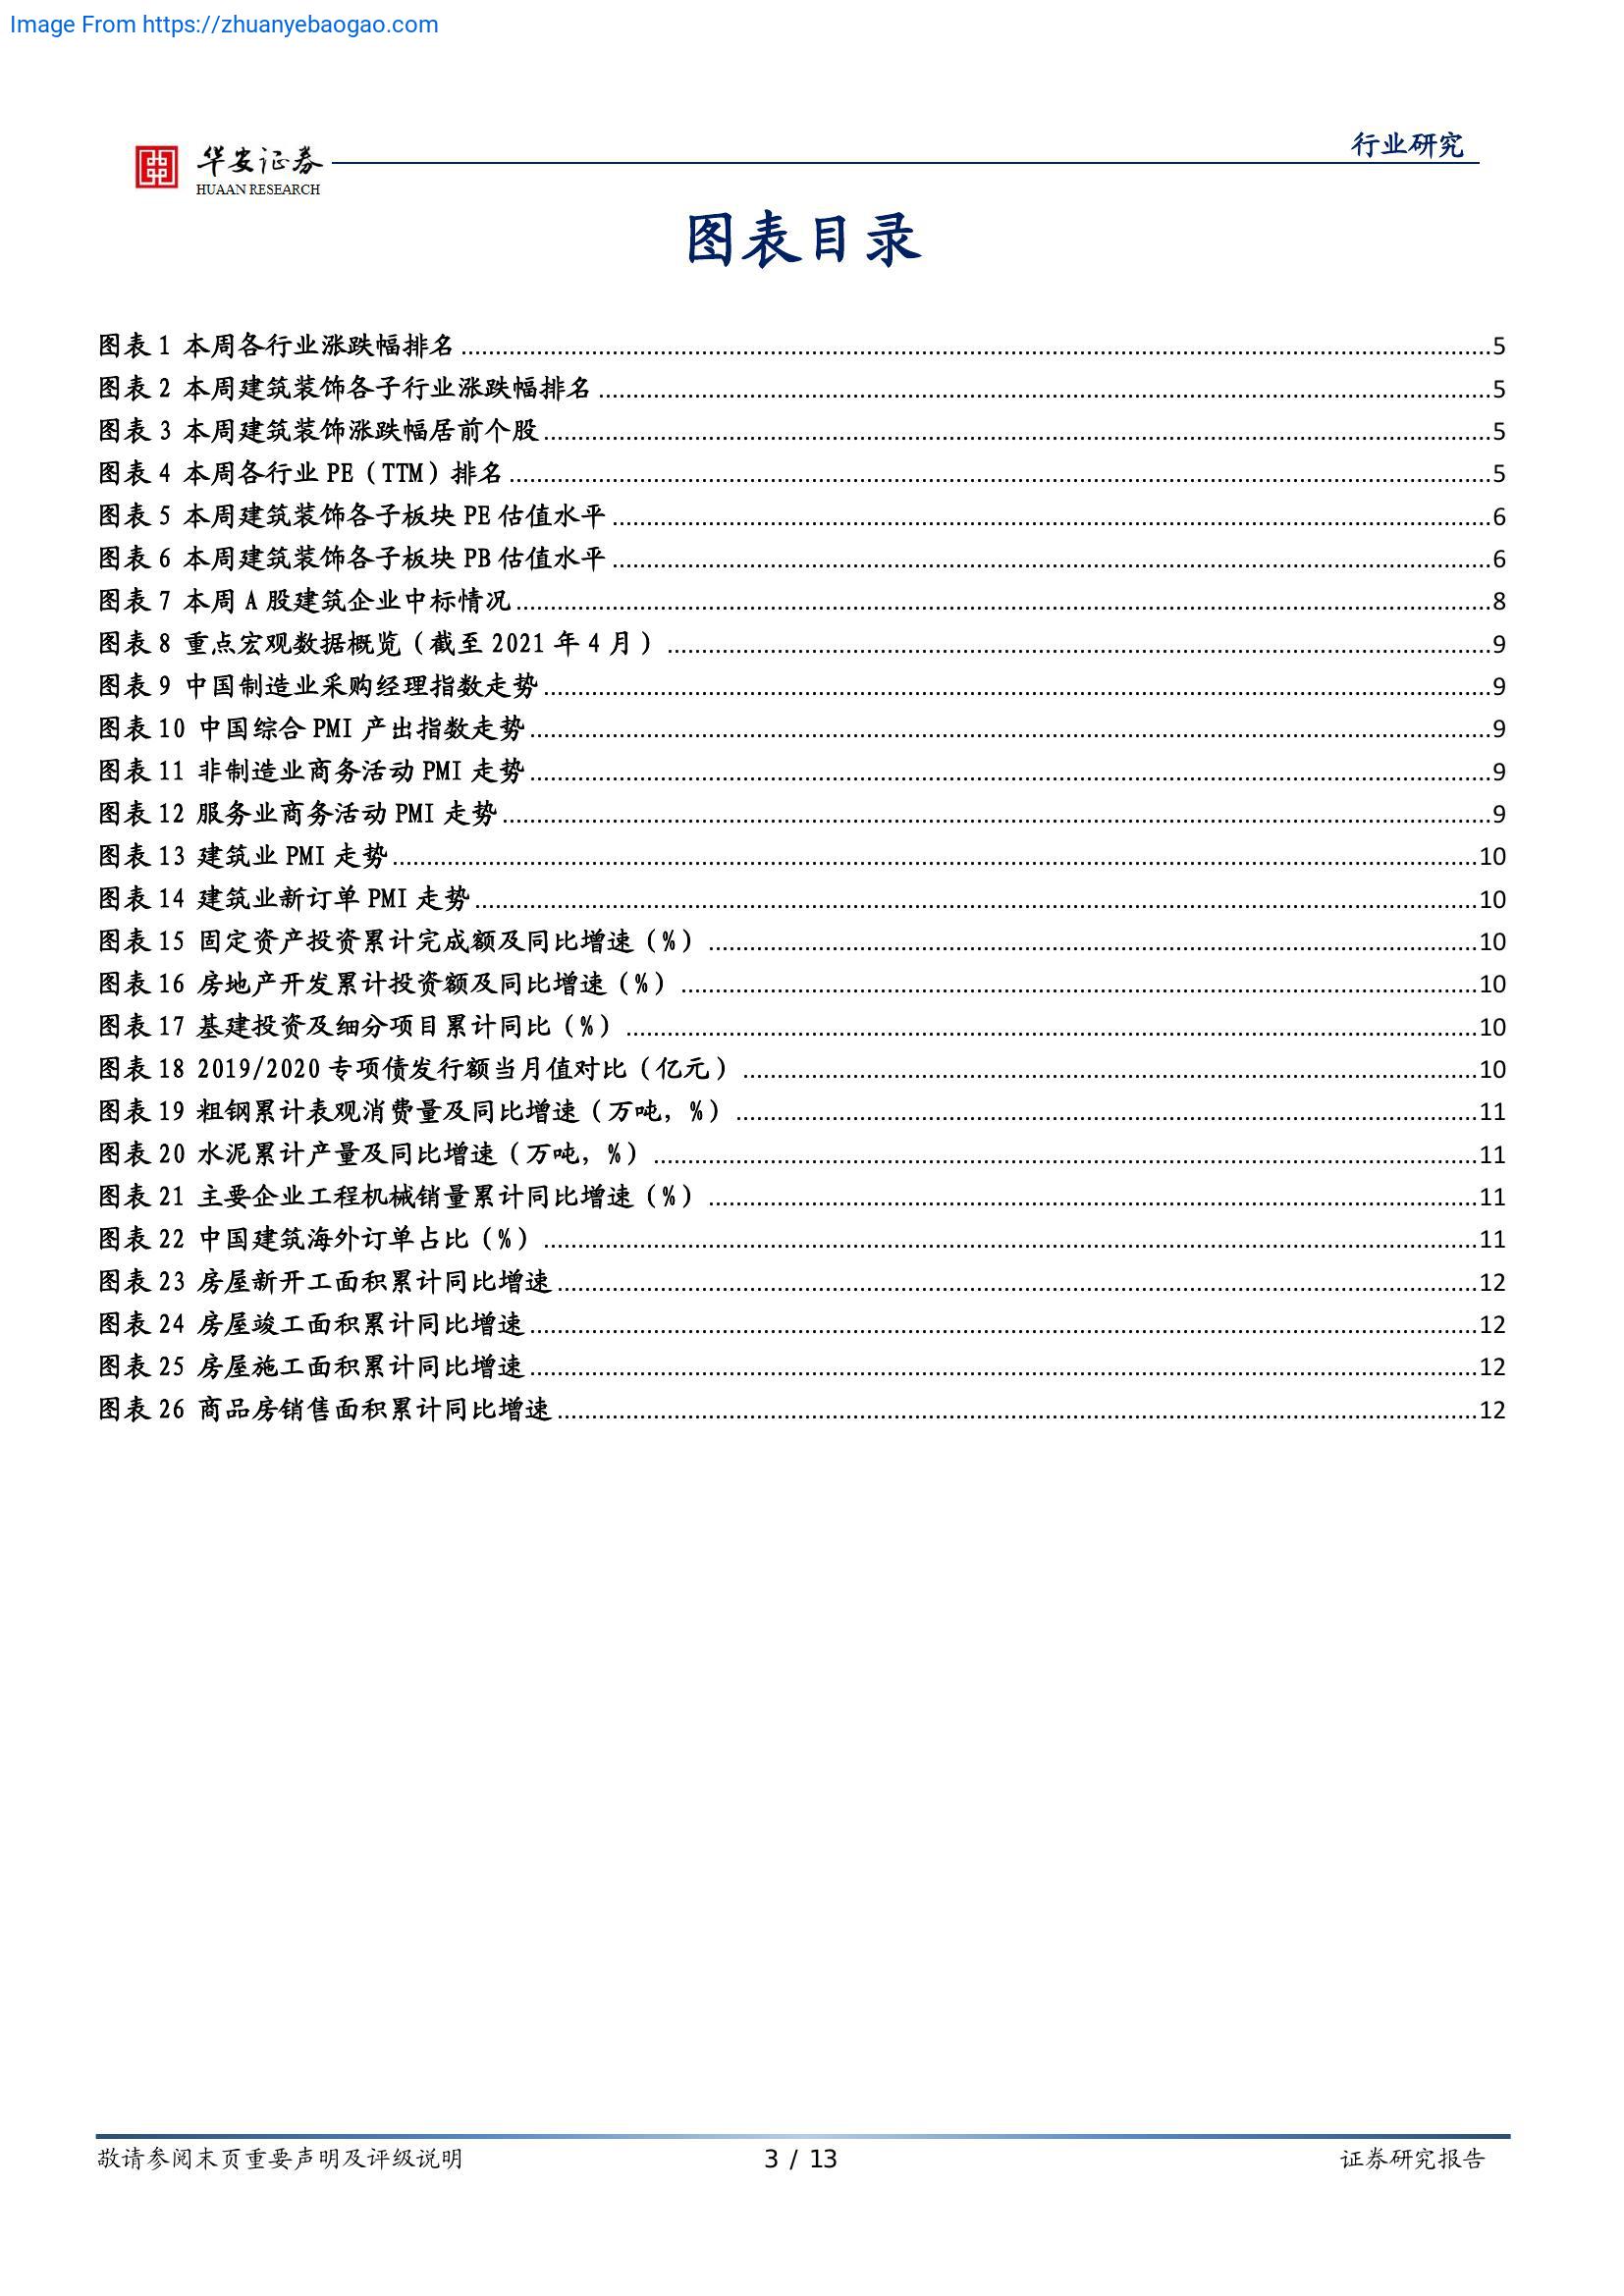 Image From https://zhuanyebaogao.com
华安证券
HUAAN RESEARCH
行业研究
图表目录
图表 1 本周各行业涨跌幅排名 5
图表 2 本周建筑装饰各子行业涨跌幅排名 5
图表 3 本周建筑装饰涨跌幅居前个股 5
图表 4 本周各行业 PE（TTM）排名 5
图表 5 本周建筑装饰各子板块 PE 估值水平 6
图表 6 本周建筑装饰各子板块 PB 估值水平 6
图表 7 本周 A 股建筑企业中标情况 8
图表 8 重点宏观数据概览（截至 2021 年 4 月） 9
图表 9 中国制造业采购经理指数走势 9
图表 10 中国综合 PMI 产出指数走势 9
图表 11 非制造业商务活动 PMI 走势 9
图表 12 服务业商务活动 PMI 走势 9
图表 13 建筑业 PMI 走势 10
图表 14 建筑业新订单 PMI 走势 10
图表 15 固定资产投资累计完成额及同比增速（%） 10
图表 16 房地产开发累计投资额及同比增速（%） 10
图表 17 基建投资及细分项目累计同比（%） 10
图表 18 2019/2020 专项债发行额当月值对比（亿元） 10
图表 19 粗钢累计表观消费量及同比增速（万吨，%） 11
图表 20 水泥累计产量及同比增速（万吨，%） 11
图表 21 主要企业工程机械销量累计同比增速（%） 11
图表 22 中国建筑海外订单占比（%） 11
图表 23 房屋新开工面积累计同比增速 12
图表 24 房屋竣工面积累计同比增速 12
图表 25 房屋施工面积累计同比增速 12
图表 26 商品房销售面积累计同比增速 12
敬请参阅末页重要声明及评级说明
3 / 13
证券研究报告